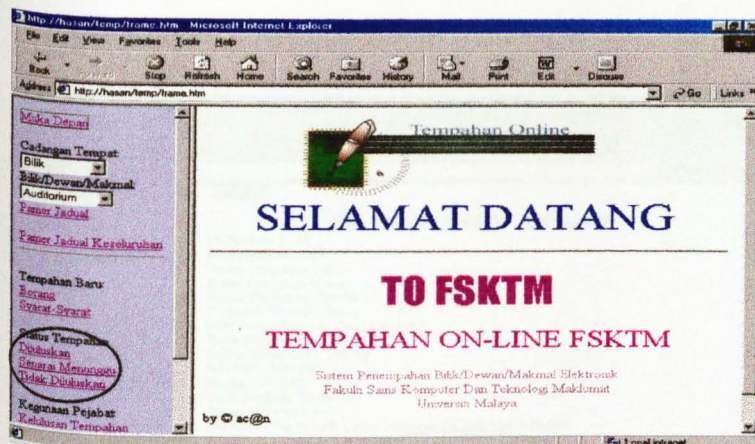 http://hasan/temp/frame.htm - Microsoft Internet Explorer
File Edit View Favorites Tools Help
Back Stop Refresh Home Search Favorites History Mail Print Edit Discuss
Address http://hasan/temp/frame.htm Go Links »
Muka Depan
Cadangan Tempat
Bilik
Bilik/Dewan/Makmal
Auditorium
Pamer Jadual
Pamer Jadual Keseluruhan
Tempahan Baru
Borang
Syarat-Syarat
Status Tempahan
Diluluskan
Senarai Menunggu
Tidak Diluluskan
Kegunaan Pejabat
Kelulusan Tempahan
Tempahan Online
SELAMAT DATANG
TO FSKTM
TEMPAHAN ON-LINE FSKTM
Sistem Penempahan Bilik/Dewan/Makmal Elektronik
Fakulti Sains Komputer Dan Teknologi Maklumat
Universiti Malaya
by © ac@n
Local intranet